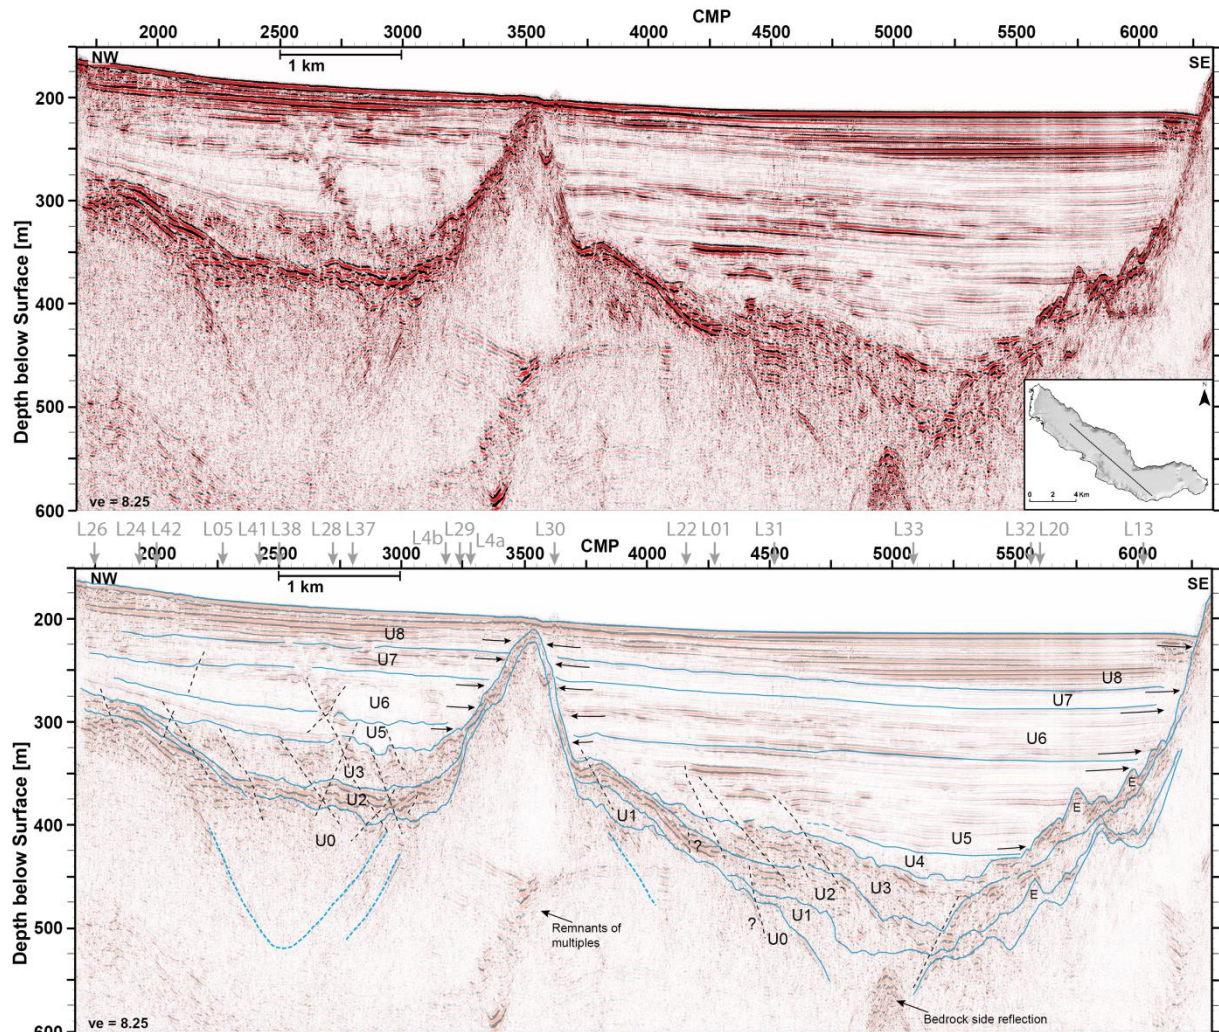 CMP
2000 2500 3000 3500 4000 4500 5000 5500 6000
NW
1 km
SE
Depth below Surface [m]
200
300
400
500
600
ve = 8.25
N
0 2 4 Km
L26 L24 L42 L05 L41 L38 L28 L37 L4b L29 L4a L30 L22 L01 L31 L33 L32 L20 L13
2000 2500 3000 3500 CMP 4000 4500 5000 5500 6000
NW
1 km
SE
Depth below Surface [m]
200
300
400
500
600
U8
U7
U6
U5
U3
U2
U0
U8
U7
U6
U5
U4
U3
U2
U1
U1
U0
?
?
E
E
E
Remnants of
multiples
Bedrock side reflection
ve = 8.25